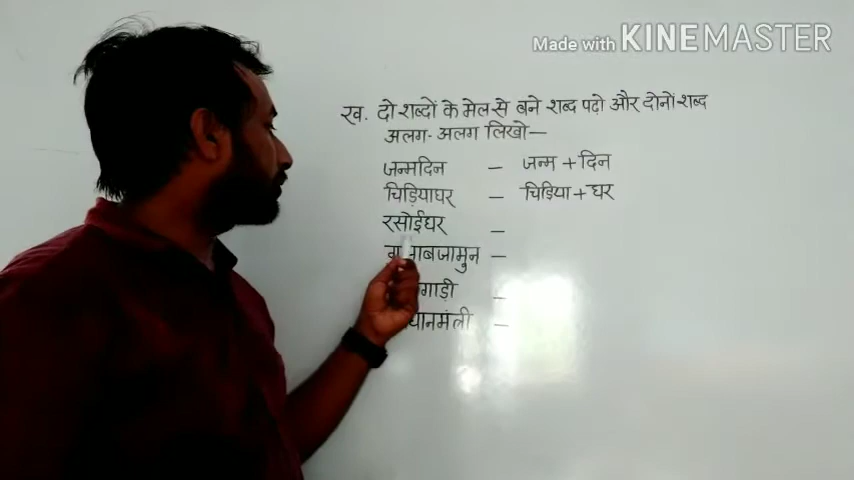 Made with KINEMASTER
ख. दो शब्दों के मेल से बने शब्द पढ़ो और दोनों शब्द
अलग- अलग लिखो—
जन्मदिन – जन्म + दिन
चिड़ियाघर – चिड़िया + घर
रसोईघर –
–
गाड़ी –
–